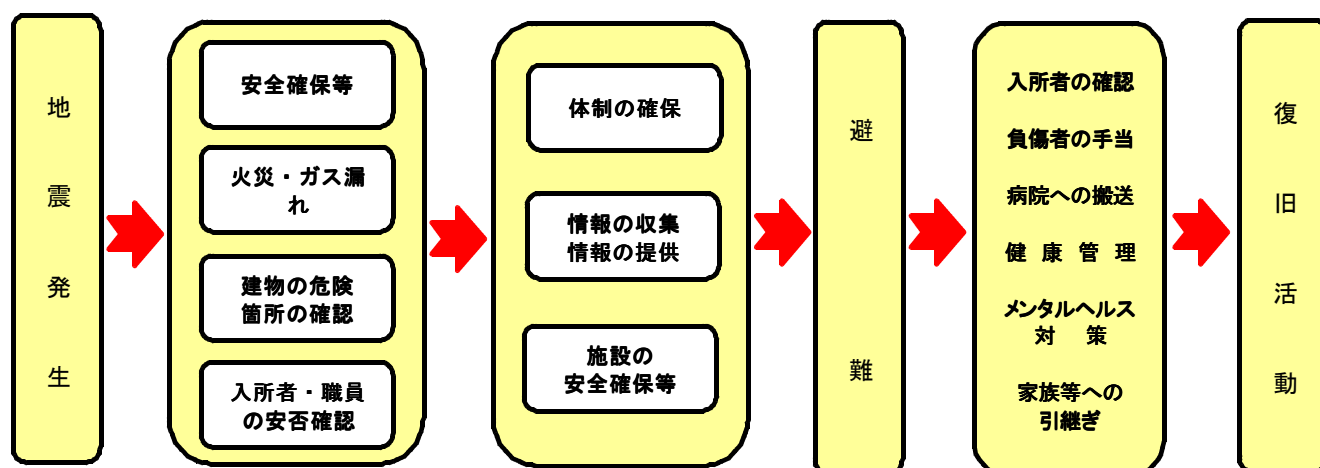 地震発生
安全確保等
火災・ガス漏
れ
建物の危険
箇所の確認
入所者・職員
の安否確認
体制の確保
情報の収集
情報の提供
施設の
安全確保等
避難
入所者の確認
負傷者の手当
病院への搬送
健康管理
メンタルヘルス
対策
家族等への
引継ぎ
復旧活動